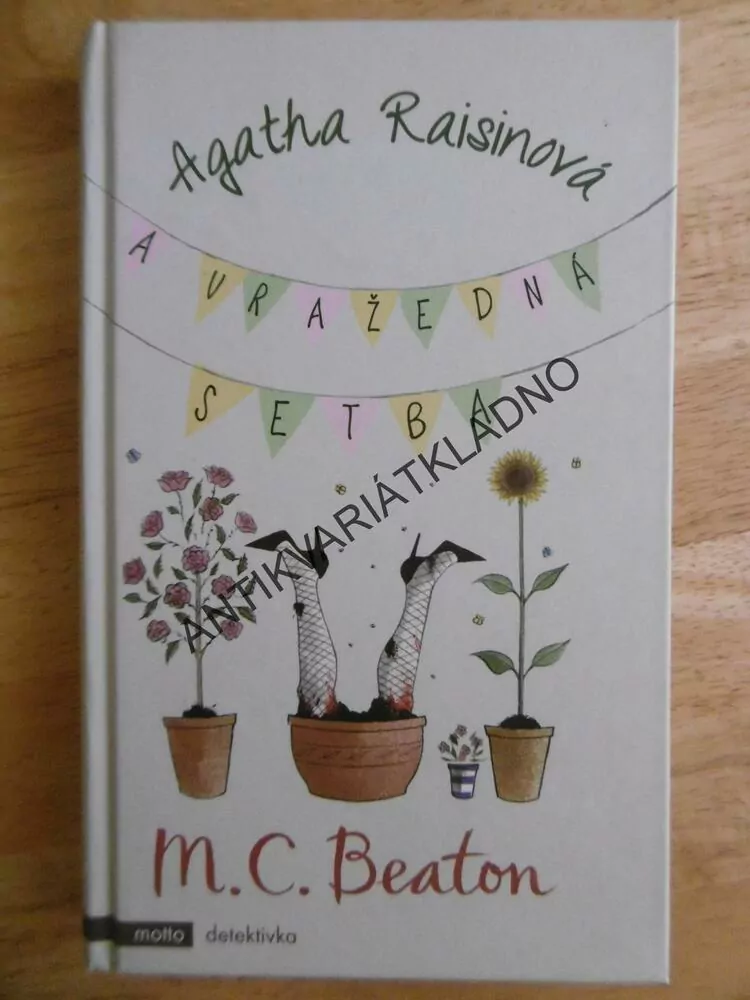 Agatha Raisinová
A VRAŽEDNÁ
SETBA
ANTIKVARIÁTKLADNO
M.C. Beaton
motto detektivka